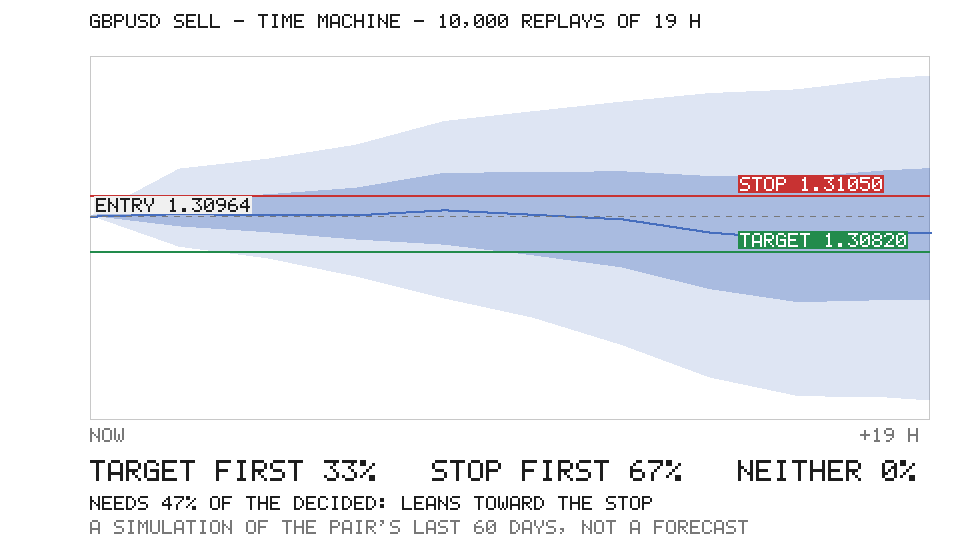 GBPUSD SELL – TIME MACHINE – 10,000 REPLAYS OF 19 H
STOP 1.31050
ENTRY 1.30964
TARGET 1.30820
NOW
+19 H
TARGET FIRST 33% STOP FIRST 67% NEITHER 0%
NEEDS 47% OF THE DECIDED: LEANS TOWARD THE STOP
A SIMULATION OF THE PAIR'S LAST 60 DAYS, NOT A FORECAST